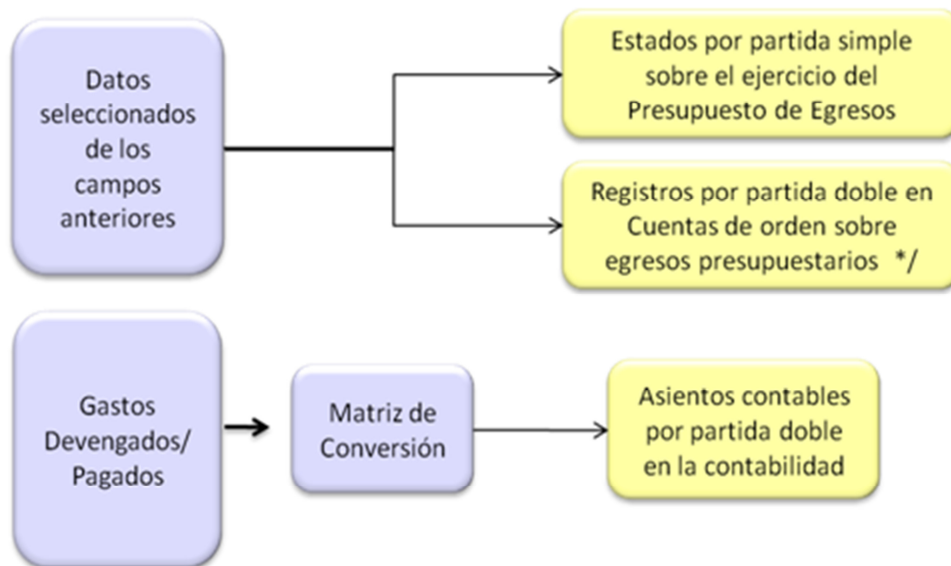 Datos
seleccionados
de los
campos
anteriores
Estados por partida simple
sobre el ejercicio del
Presupuesto de Egresos
Registros por partida doble en
Cuentas de orden sobre
egresos presupuestarios */
Gastos
Devengados/
Pagados
Matriz de
Conversión
Asientos contables
por partida doble
en la contabilidad